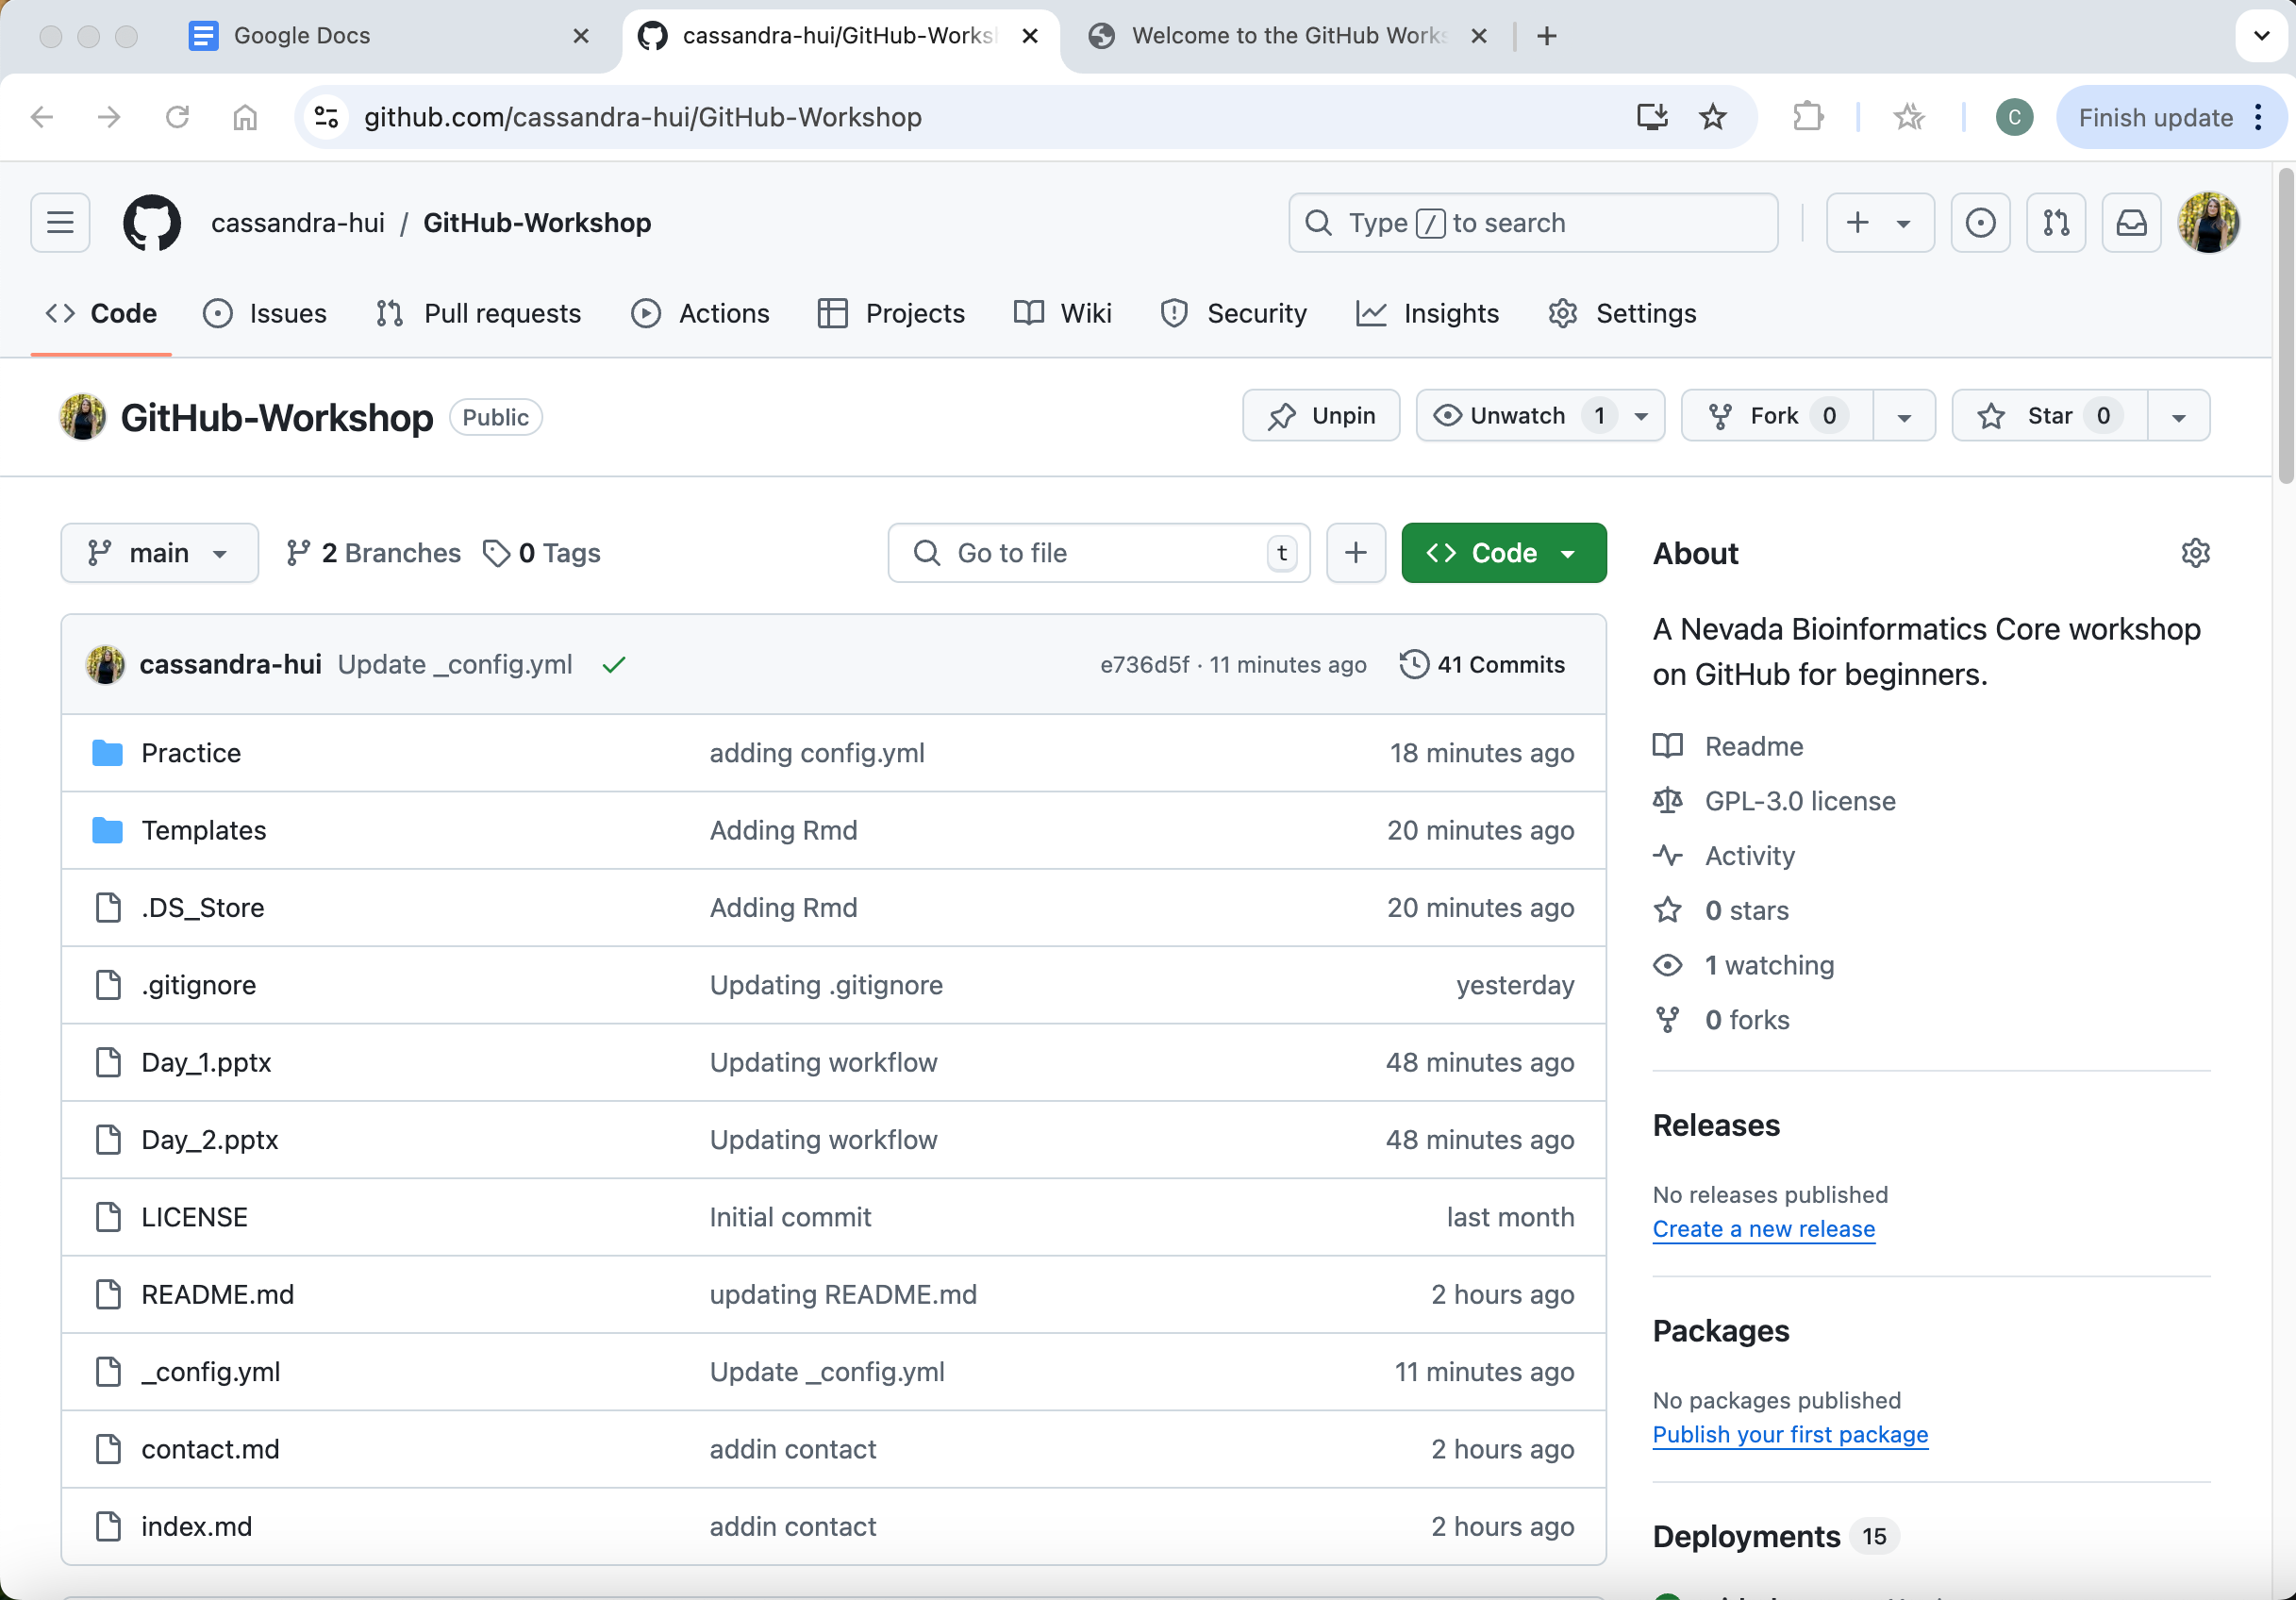 Google Docs
cassandra-hui/GitHub-Works
Welcome to the GitHub Work
github.com/cassandra-hui/GitHub-Workshop
C
Finish update
cassandra-hui / GitHub-Workshop
Type / to search
Code
Issues
Pull requests
Actions
Projects
Wiki
Security
Insights
Settings
GitHub-Workshop
Public
Unpin
Unwatch 1
Fork 0
Star 0
main
2 Branches
0 Tags
Go to file
t
Code
cassandra-hui Update _config.yml
e736d5f · 11 minutes ago
41 Commits
Practice adding config.yml 18 minutes ago
Templates Adding Rmd 20 minutes ago
.DS_Store Adding Rmd 20 minutes ago
.gitignore Updating .gitignore yesterday
Day_1.pptx Updating workflow 48 minutes ago
Day_2.pptx Updating workflow 48 minutes ago
LICENSE Initial commit last month
README.md updating README.md 2 hours ago
_config.yml Update _config.yml 11 minutes ago
contact.md addin contact 2 hours ago
index.md addin contact 2 hours ago
About
A Nevada Bioinformatics Core workshop
on GitHub for beginners.
Readme
GPL-3.0 license
Activity
0 stars
1 watching
0 forks
Releases
No releases published
Create a new release
Packages
No packages published
Publish your first package
Deployments 15